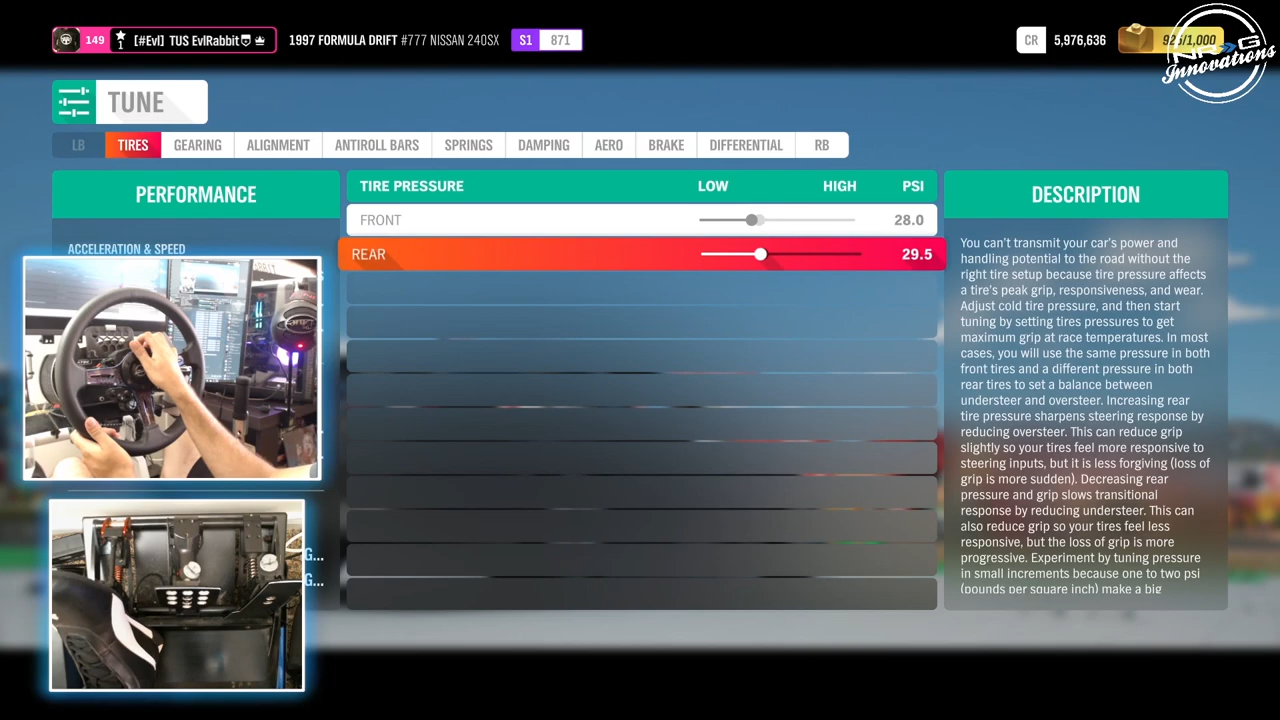 149 1 [#Evl] TUS EvlRabbit 1997 FORMULA DRIFT #777 NISSAN 240SX S1 871 CR 5,976,636 925/1,000
NRG
Innovations
TUNE
LB TIRES GEARING ALIGNMENT ANTIROLL BARS SPRINGS DAMPING AERO BRAKE DIFFERENTIAL RB
PERFORMANCE
ACCELERATION & SPEED
G...
G...
TIRE PRESSURE LOW HIGH PSI
FRONT 28.0
REAR 29.5
DESCRIPTION
You can't transmit your car's power and
handling potential to the road without the
right tire setup because tire pressure affects
a tire's peak grip, responsiveness, and wear.
Adjust cold tire pressure, and then start
tuning by setting tires pressures to get
maximum grip at race temperatures. In most
cases, you will use the same pressure in both
front tires and a different pressure in both
rear tires to set a balance between
understeer and oversteer. Increasing rear
tire pressure sharpens steering response by
reducing oversteer. This can reduce grip
slightly so your tires feel more responsive to
steering inputs, but it is less forgiving (loss of
grip is more sudden). Decreasing rear
pressure and grip slows transitional
response by reducing understeer. This can
also reduce grip so your tires feel less
responsive, but the loss of grip is more
progressive. Experiment by tuning pressure
in small increments because one to two psi
(pounds per square inch) make a big